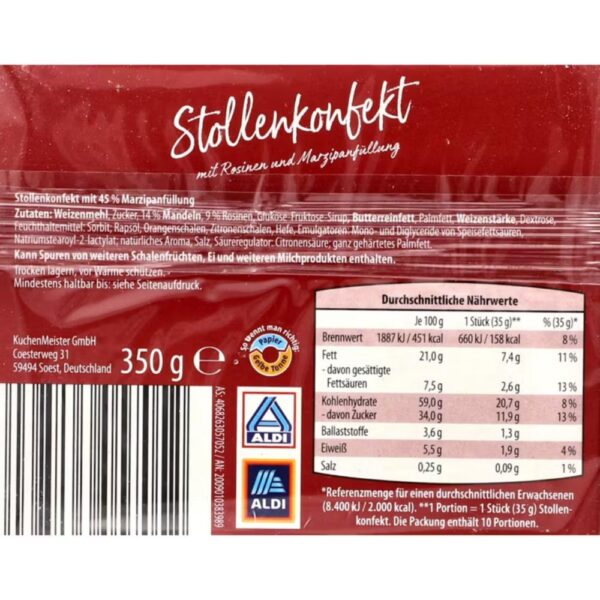 Stollenkonfekt
mit Rosinen und Marzipanfüllung
Stollenkonfekt mit 45 % Marzipanfüllung
Zutaten: Weizenmehl, Zucker, 14 % Mandeln, 9 % Rosinen, Glukose-Fruktose-Sirup, Butterreinfett, Palmfett, Weizenstärke, Dextrose,
Feuchthaltemittel: Sorbit; Rapsöl, Orangenschalen, Zitronenschalen, Hefe, Emulgatoren: Mono- und Diglyceride von Speisefettsäuren,
Natriumstearoyl-2-lactylat; natürliches Aroma, Salz, Säureregulator: Citronensäure; ganz gehärtetes Palmfett.
Kann Spuren von weiteren Schalenfrüchten, Ei und weiteren Milchprodukten enthalten.
Trocken lagern, vor Wärme schützen.
Mindestens haltbar bis: siehe Seitenaufdruck.
KuchenMeister GmbH
Coesterweg 31
59494 Soest, Deutschland
350 g e
So trennt man richtig:
Papier
Gelbe Tonne
AS: 4068263057052 / AN: 2009010383989
ALDI
ALDI
Durchschnittliche Nährwerte
Je 100 g 1 Stück (35 g)** % (35 g)*
Brennwert 1887 kJ / 451 kcal 660 kJ / 158 kcal 8 %
Fett 21,0 g 7,4 g 11 %
- davon gesättigte
Fettsäuren 7,5 g 2,6 g 13 %
Kohlenhydrate 59,0 g 20,7 g 8 %
- davon Zucker 34,0 g 11,9 g 13 %
Ballaststoffe 3,6 g 1,3 g
Eiweiß 5,5 g 1,9 g 4 %
Salz 0,25 g 0,09 g 1 %
*Referenzmenge für einen durchschnittlichen Erwachsenen
(8.400 kJ / 2.000 kcal). **1 Portion = 1 Stück (35 g) Stollen-
konfekt. Die Packung enthält 10 Portionen.